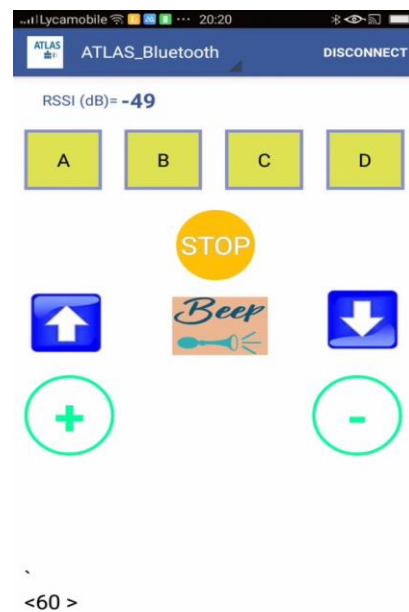 Lycamobile ... 20:20
ATLAS ATLAS_Bluetooth DISCONNECT
RSSI (dB)= -49
A B C D
STOP
Beep
+ -
`
<60 >